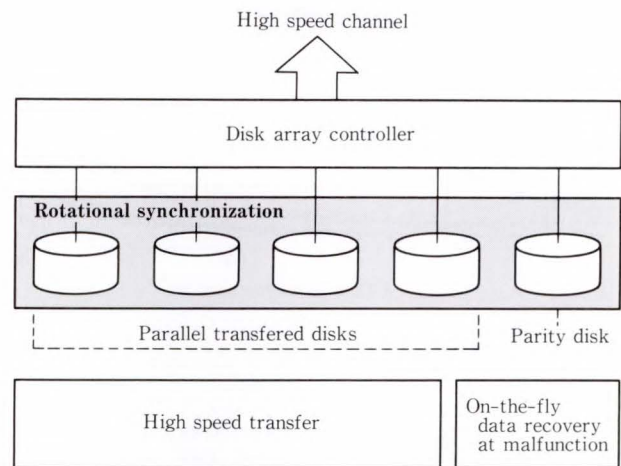 High speed channel
Disk array controller
Rotational synchronization
Parallel transfered disks
Parity disk
High speed transfer
On-the-fly
data recovery
at malfunction